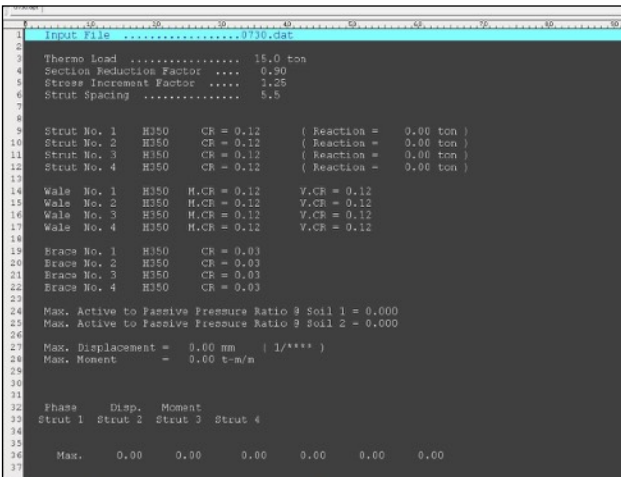 Input File ..................0730.dat
Thermo Load ................. 15.0 ton
Section Reduction Factor .... 0.90
Stress Increment Factor ..... 1.25
Strut Spacing ............... 5.5
Strut No. 1 H350 CR = 0.12 ( Reaction = 0.00 ton )
Strut No. 2 H350 CR = 0.12 ( Reaction = 0.00 ton )
Strut No. 3 H350 CR = 0.12 ( Reaction = 0.00 ton )
Strut No. 4 H350 CR = 0.12 ( Reaction = 0.00 ton )
Wale No. 1 H350 M.CR = 0.12 V.CR = 0.12
Wale No. 2 H350 M.CR = 0.12 V.CR = 0.12
Wale No. 3 H350 M.CR = 0.12 V.CR = 0.12
Wale No. 4 H350 M.CR = 0.12 V.CR = 0.12
Brace No. 1 H350 CR = 0.03
Brace No. 2 H350 CR = 0.03
Brace No. 3 H350 CR = 0.03
Brace No. 4 H350 CR = 0.03
Max. Active to Passive Pressure Ratio @ Soil 1 = 0.000
Max. Active to Passive Pressure Ratio @ Soil 2 = 0.000
Max. Displacement = 0.00 mm ( 1/**** )
Max. Moment = 0.00 t-m/m
Phase Disp. Moment
Strut 1 Strut 2 Strut 3 Strut 4
Max. 0.00 0.00 0.00 0.00 0.00 0.00